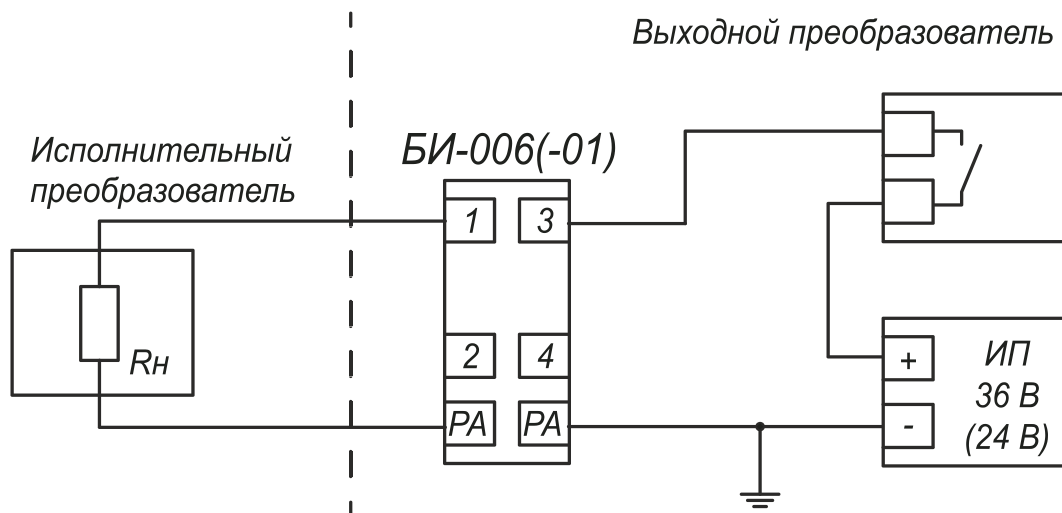 Выходной преобразователь
Исполнительный
преобразователь
БИ-006(-01)
1
3
2
4
РА
РА
Rн
+
-
ИП
36 В
(24 В)